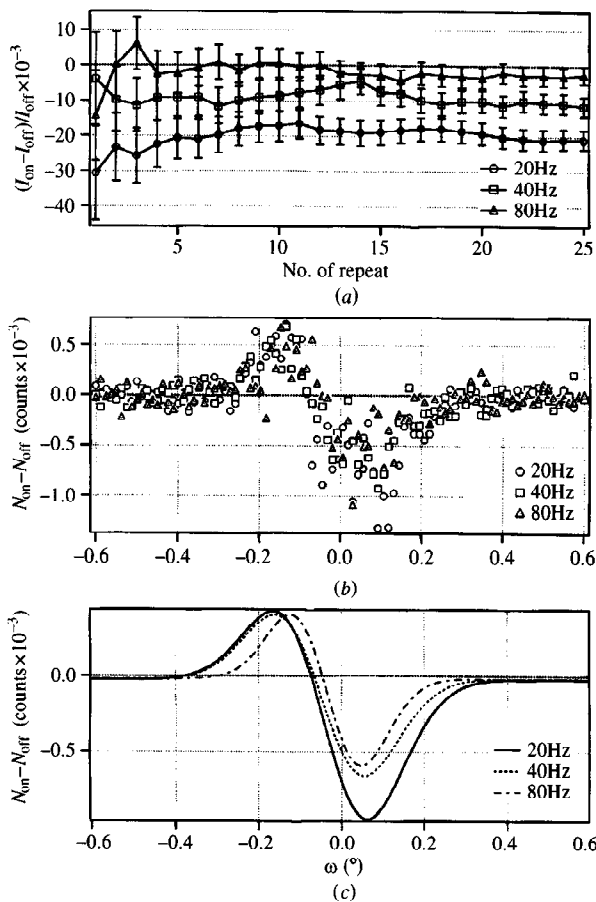 (I_on–I_off)/I_off×10⁻³
10
0
-10
-20
-30
-40
20Hz
40Hz
80Hz
5 10 15 20 25
No. of repeat
(a)
N_on–N_off (counts×10⁻³)
0.5
0.0
-0.5
-1.0
20Hz
40Hz
80Hz
-0.6 -0.4 -0.2 0.0 0.2 0.4 0.6
(b)
N_on–N_off (counts×10⁻³)
0.0
-0.5
20Hz
40Hz
80Hz
-0.6 -0.4 -0.2 0.0 0.2 0.4 0.6
ω (°)
(c)